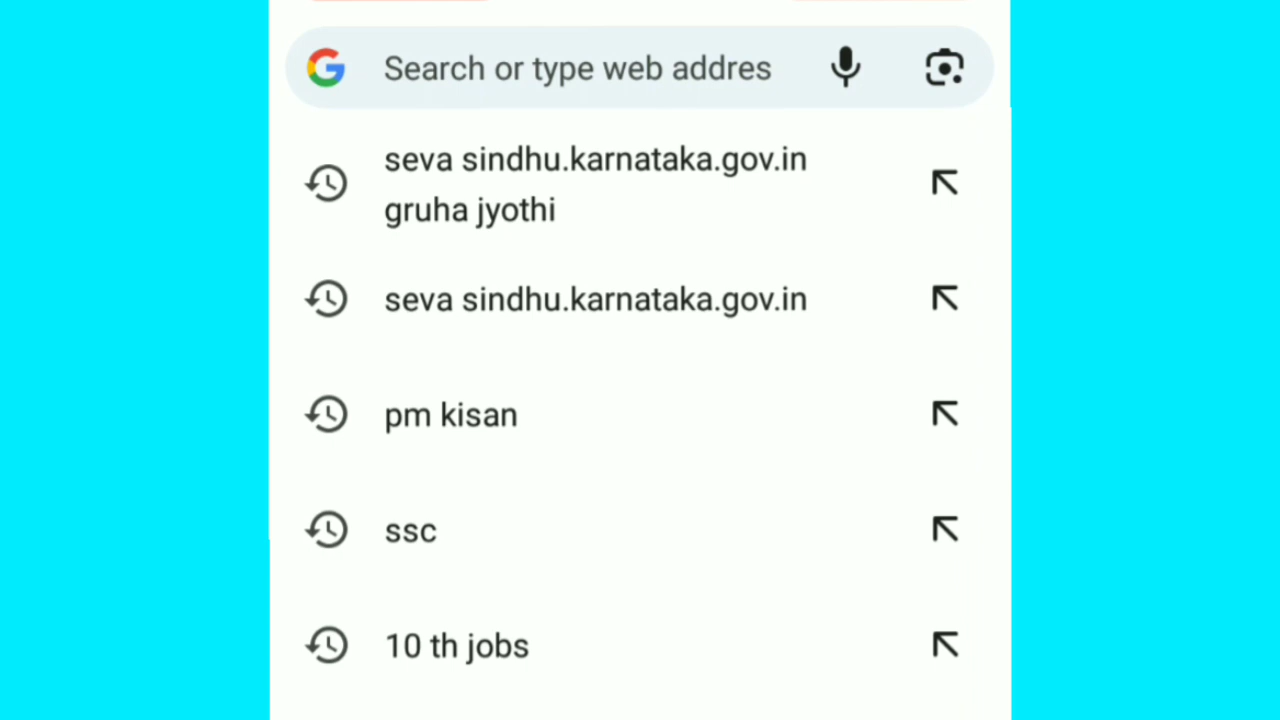 Search or type web addres
seva sindhu.karnataka.gov.in
gruha jyothi
seva sindhu.karnataka.gov.in
pm kisan
ssc
10 th jobs